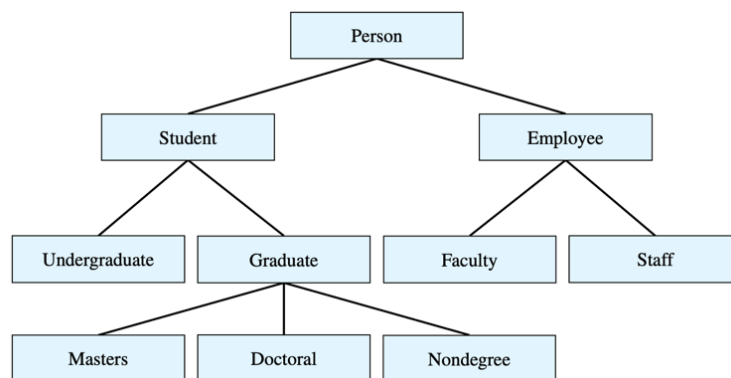 Person
Student
Employee
Undergraduate
Graduate
Faculty
Staff
Masters
Doctoral
Nondegree